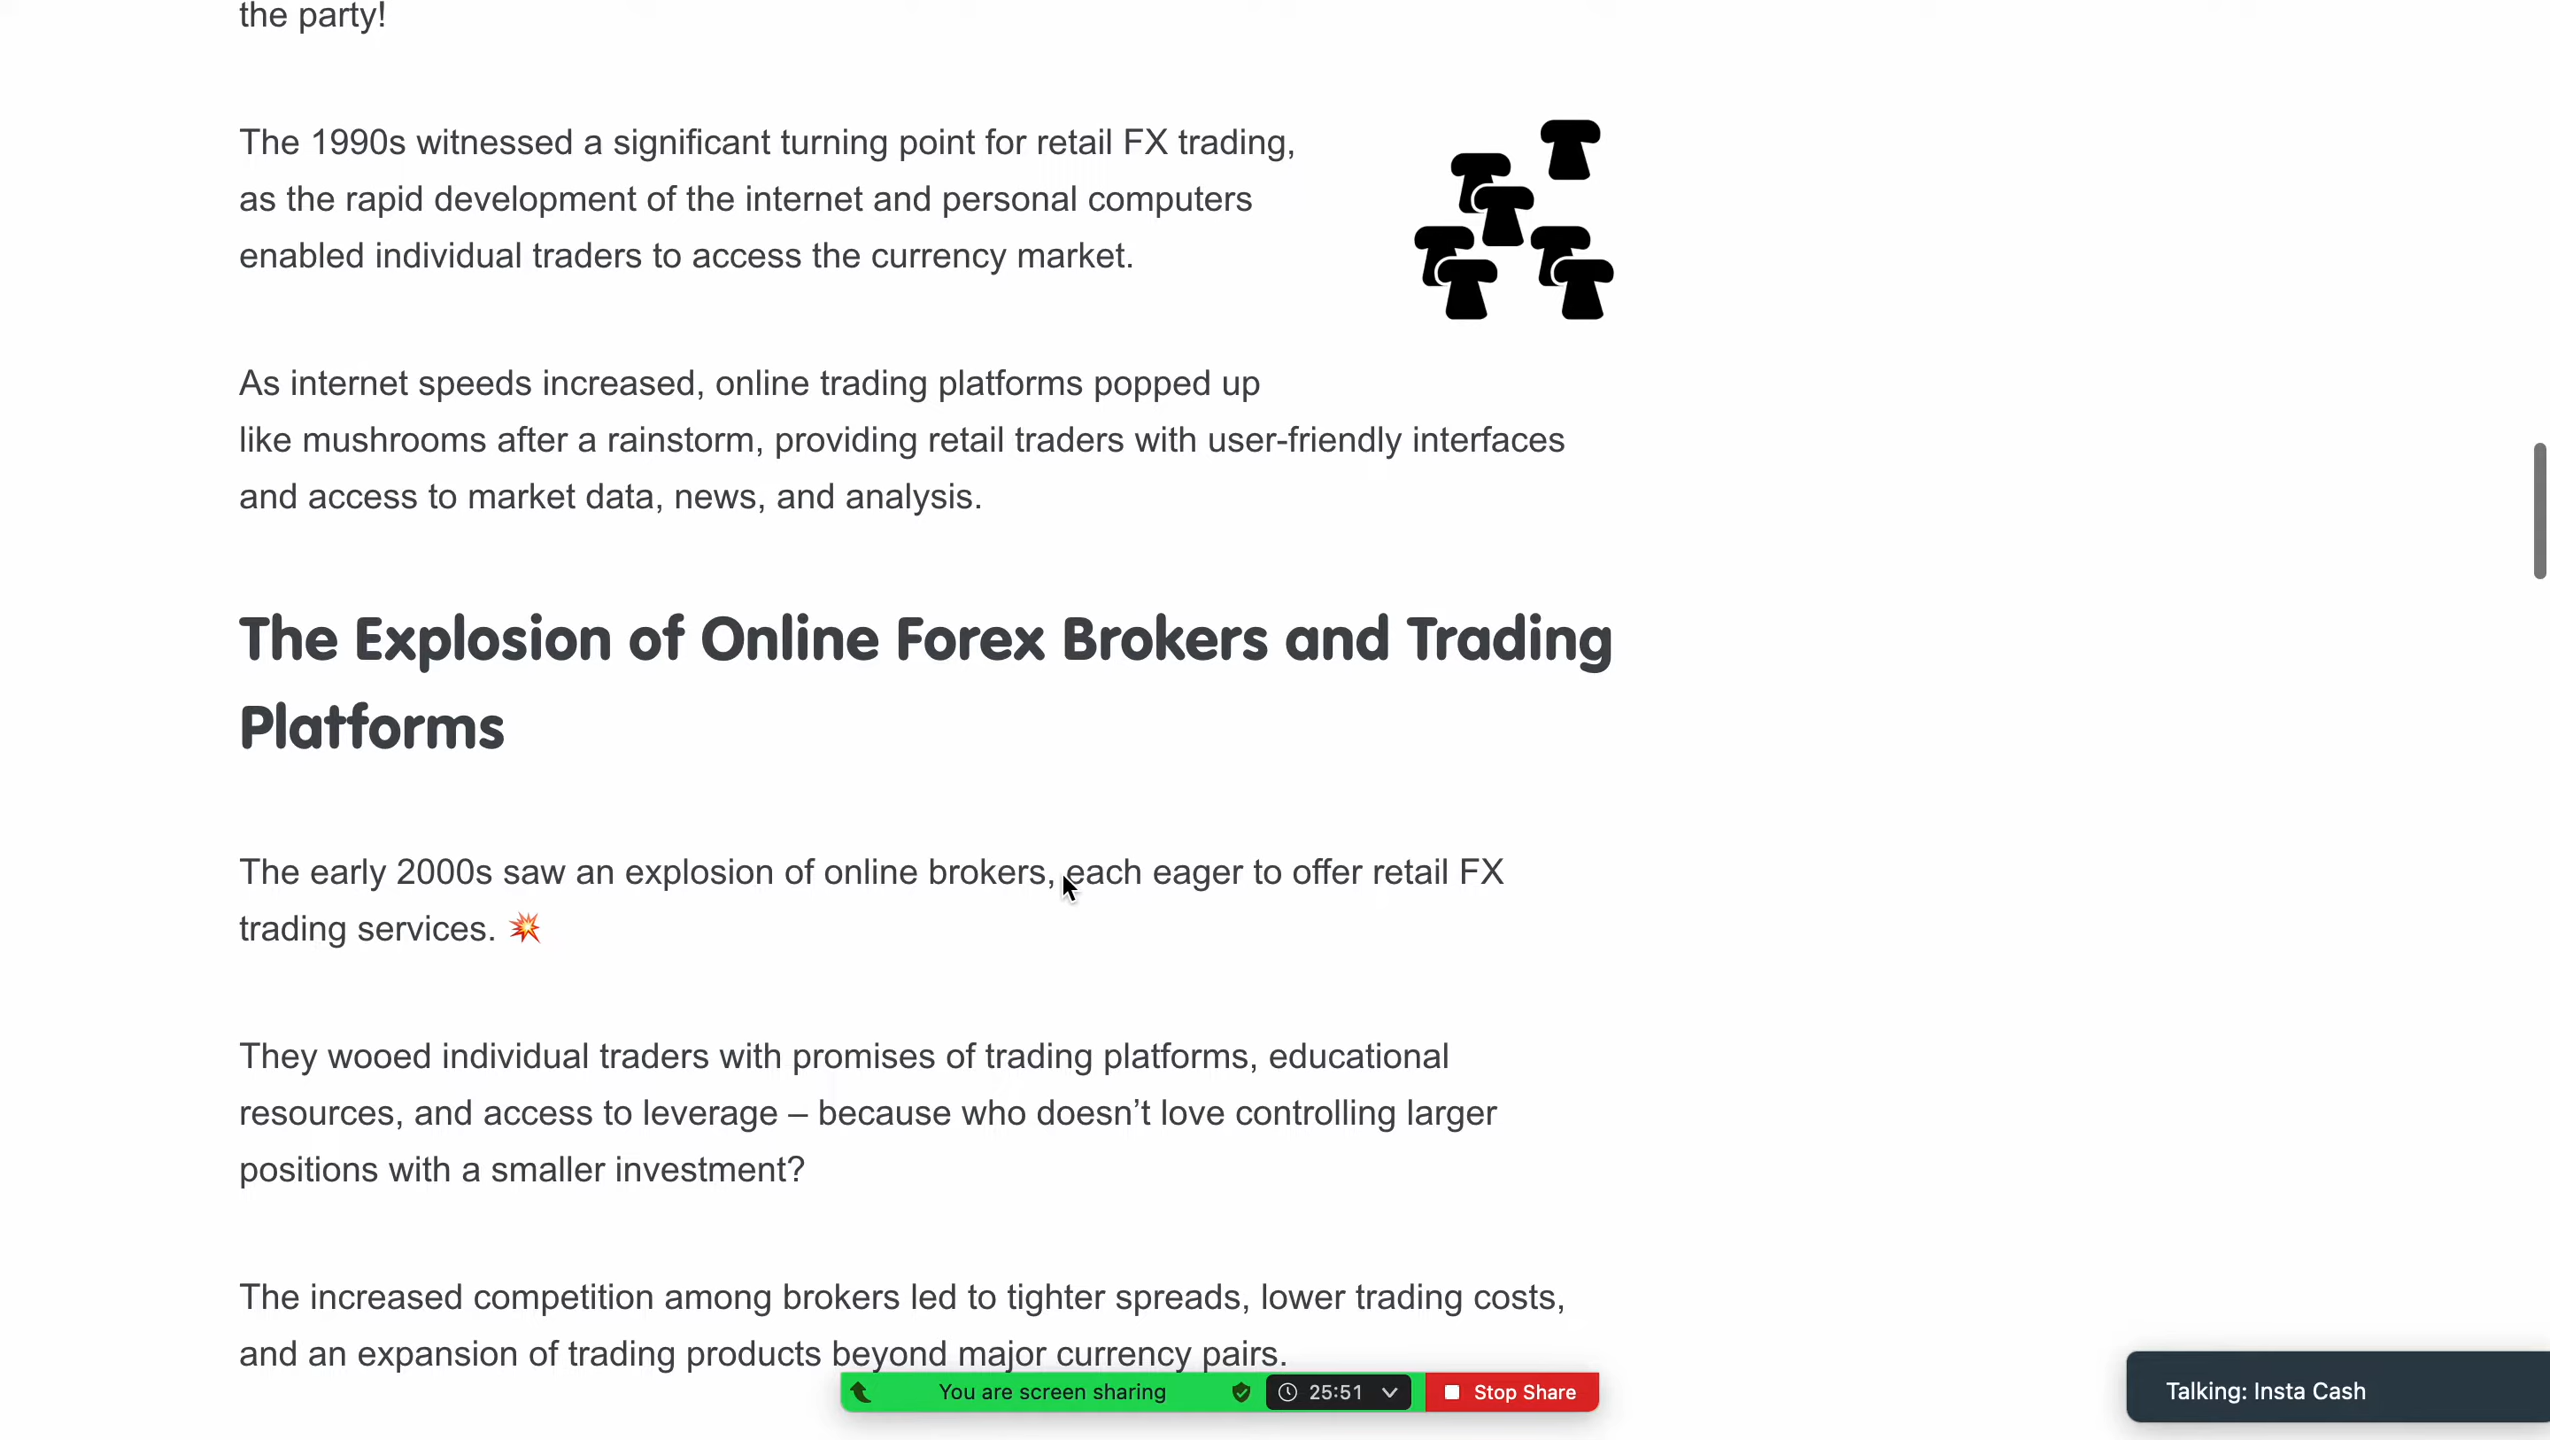 the party!
The 1990s witnessed a significant turning point for retail FX trading,
as the rapid development of the internet and personal computers
enabled individual traders to access the currency market.
As internet speeds increased, online trading platforms popped up
like mushrooms after a rainstorm, providing retail traders with user-friendly interfaces
and access to market data, news, and analysis.
The Explosion of Online Forex Brokers and Trading
Platforms
The early 2000s saw an explosion of online brokers, each eager to offer retail FX
trading services. 💥
They wooed individual traders with promises of trading platforms, educational
resources, and access to leverage – because who doesn’t love controlling larger
positions with a smaller investment?
The increased competition among brokers led to tighter spreads, lower trading costs,
and an expansion of trading products beyond major currency pairs.
You are screen sharing 25:51 Stop Share
Talking: Insta Cash